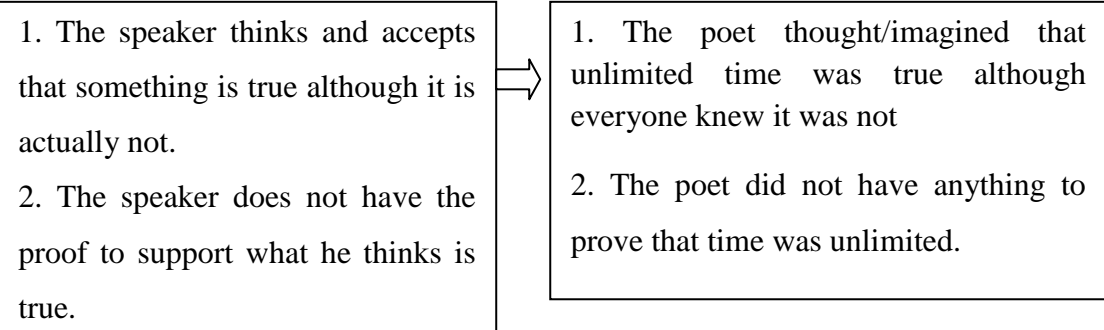 1. The speaker thinks and accepts
that something is true although it is
actually not.
2. The speaker does not have the
proof to support what he thinks is
true.
1. The poet thought/imagined that
unlimited time was true although
everyone knew it was not
2. The poet did not have anything to
prove that time was unlimited.